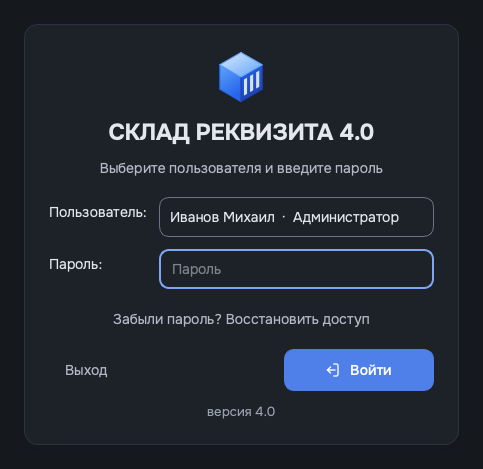 СКЛАД РЕКВИЗИТА 4.0
Выберите пользователя и введите пароль
Пользователь: Иванов Михаил · Администратор
Пароль: Пароль
Забыли пароль? Восстановить доступ
Выход Войти
версия 4.0